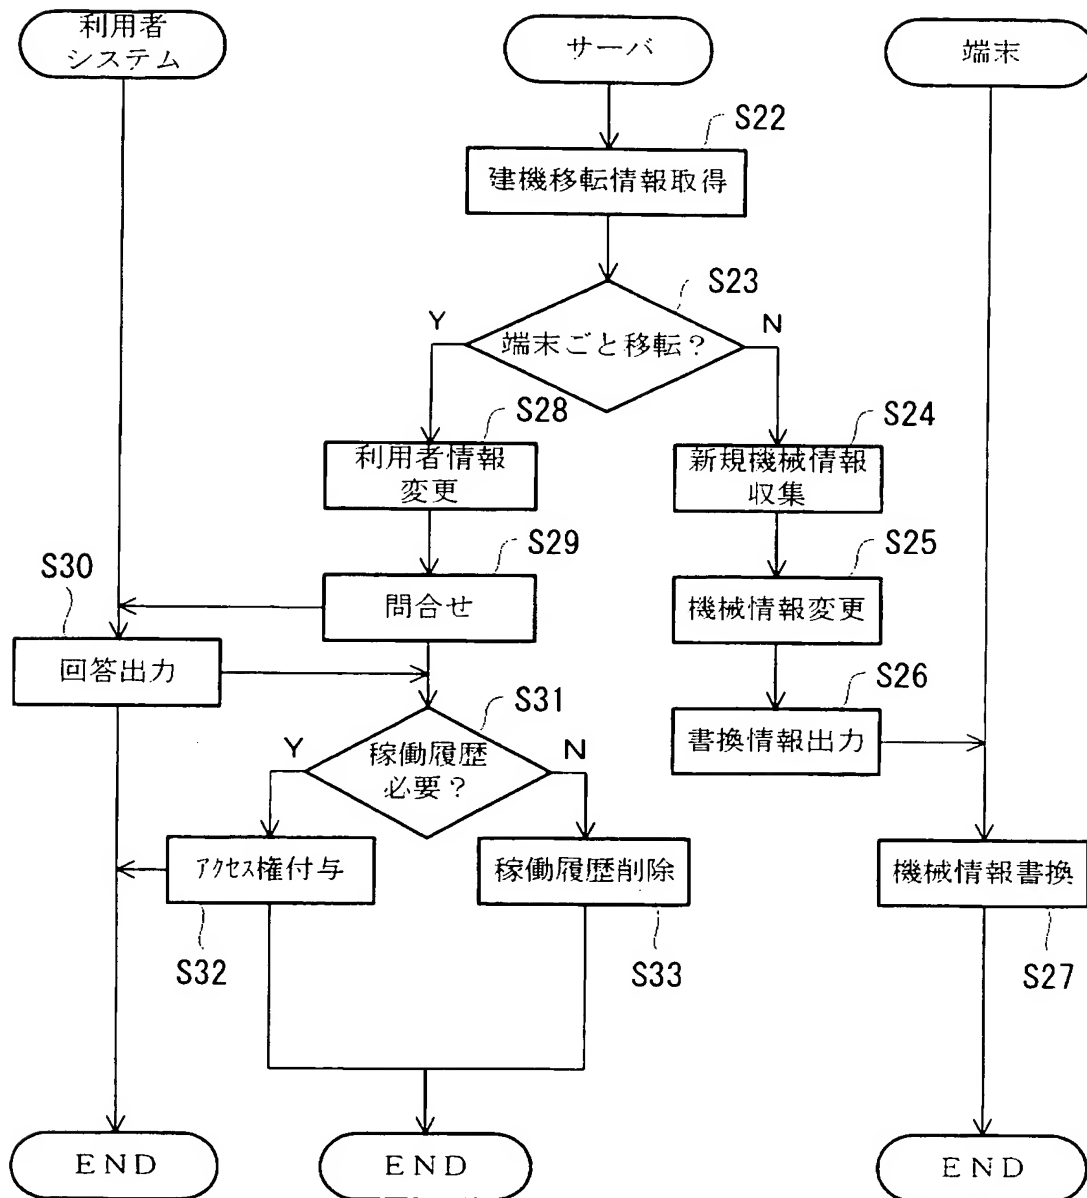 利用者
システム
サーバ
端末
S22
建機移転情報取得
S23
Y
N
端末ごと移転？
S28
S24
利用者情報
変更
新規機械情報
収集
S29
S25
問合せ
機械情報変更
S30
回答出力
S26
書換情報出力
S31
Y
N
稼働履歴
必要？
アクセス権付与
稼働履歴削除
機械情報書換
S32
S33
S27
END
END
END